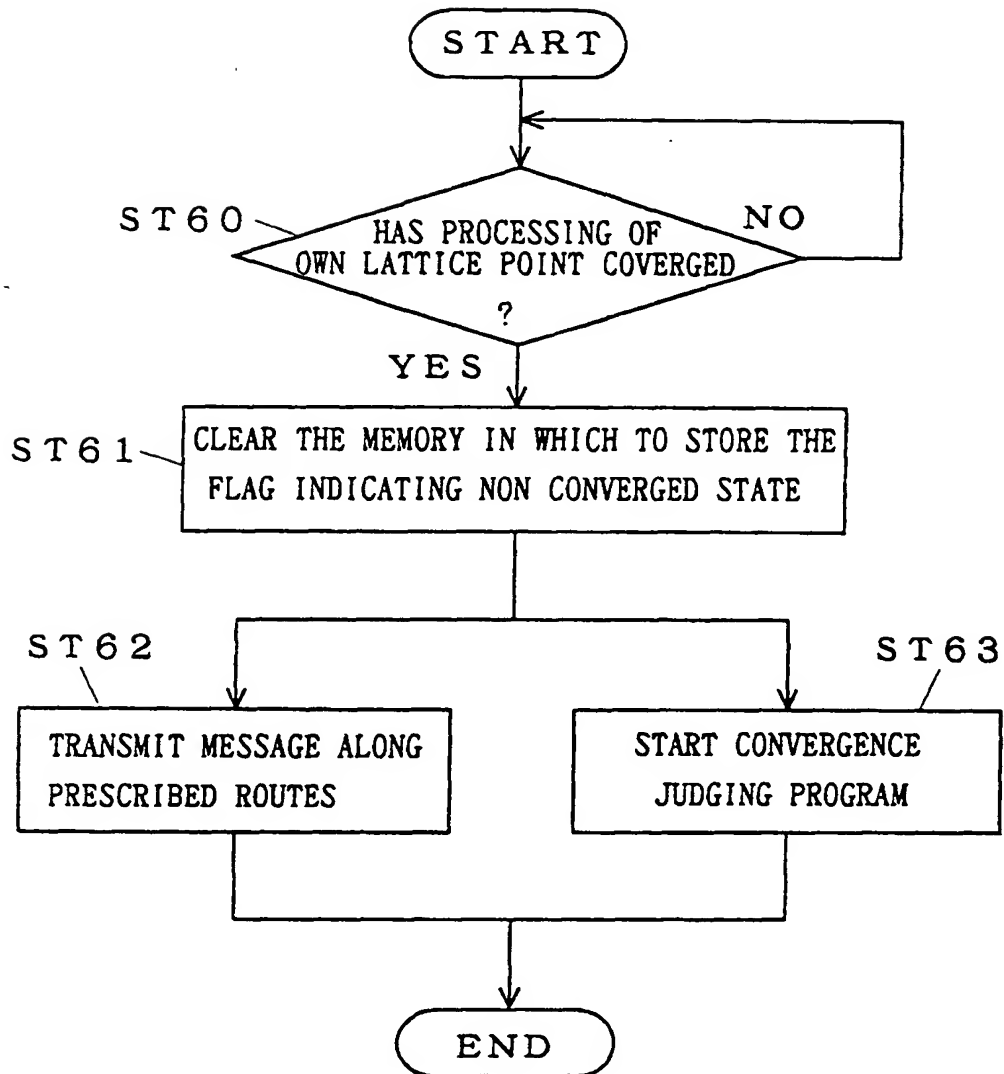 START
ST60
HAS PROCESSING OF
OWN LATTICE POINT COVERGED
?
NO
YES
ST61
CLEAR THE MEMORY IN WHICH TO STORE THE
FLAG INDICATING NON CONVERGED STATE
ST62
ST63
TRANSMIT MESSAGE ALONG
PRESCRIBED ROUTES
START CONVERGENCE
JUDGING PROGRAM
END